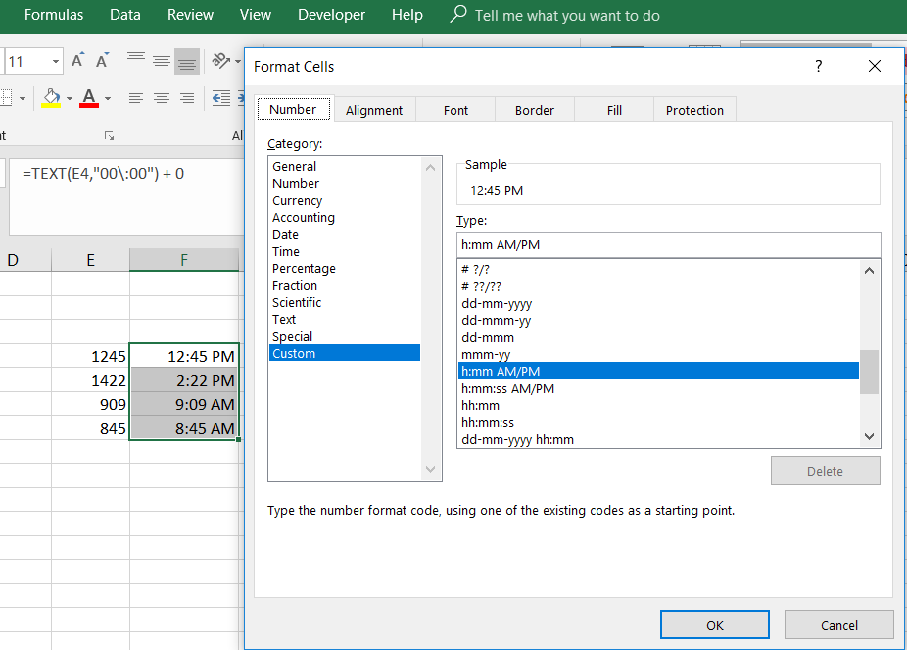 Formulas Data Review View Developer Help Tell me what you want to do
11 A A
A
Al
=TEXT(E4,"00\:00") + 0
D E F
1245 12:45 PM
1422 2:22 PM
909 9:09 AM
845 8:45 AM
Format Cells ?
Number Alignment Font Border Fill Protection
Category:
General
Number
Currency
Accounting
Date
Time
Percentage
Fraction
Scientific
Text
Special
Custom
Sample
12:45 PM
Type:
h:mm AM/PM
# ?/?
# ??/??
dd-mm-yyyy
dd-mmm-yy
dd-mmm
mmm-yy
h:mm AM/PM
h:mm:ss AM/PM
hh:mm
hh:mm:ss
dd-mm-yyyy hh:mm
Delete
Type the number format code, using one of the existing codes as a starting point.
OK Cancel